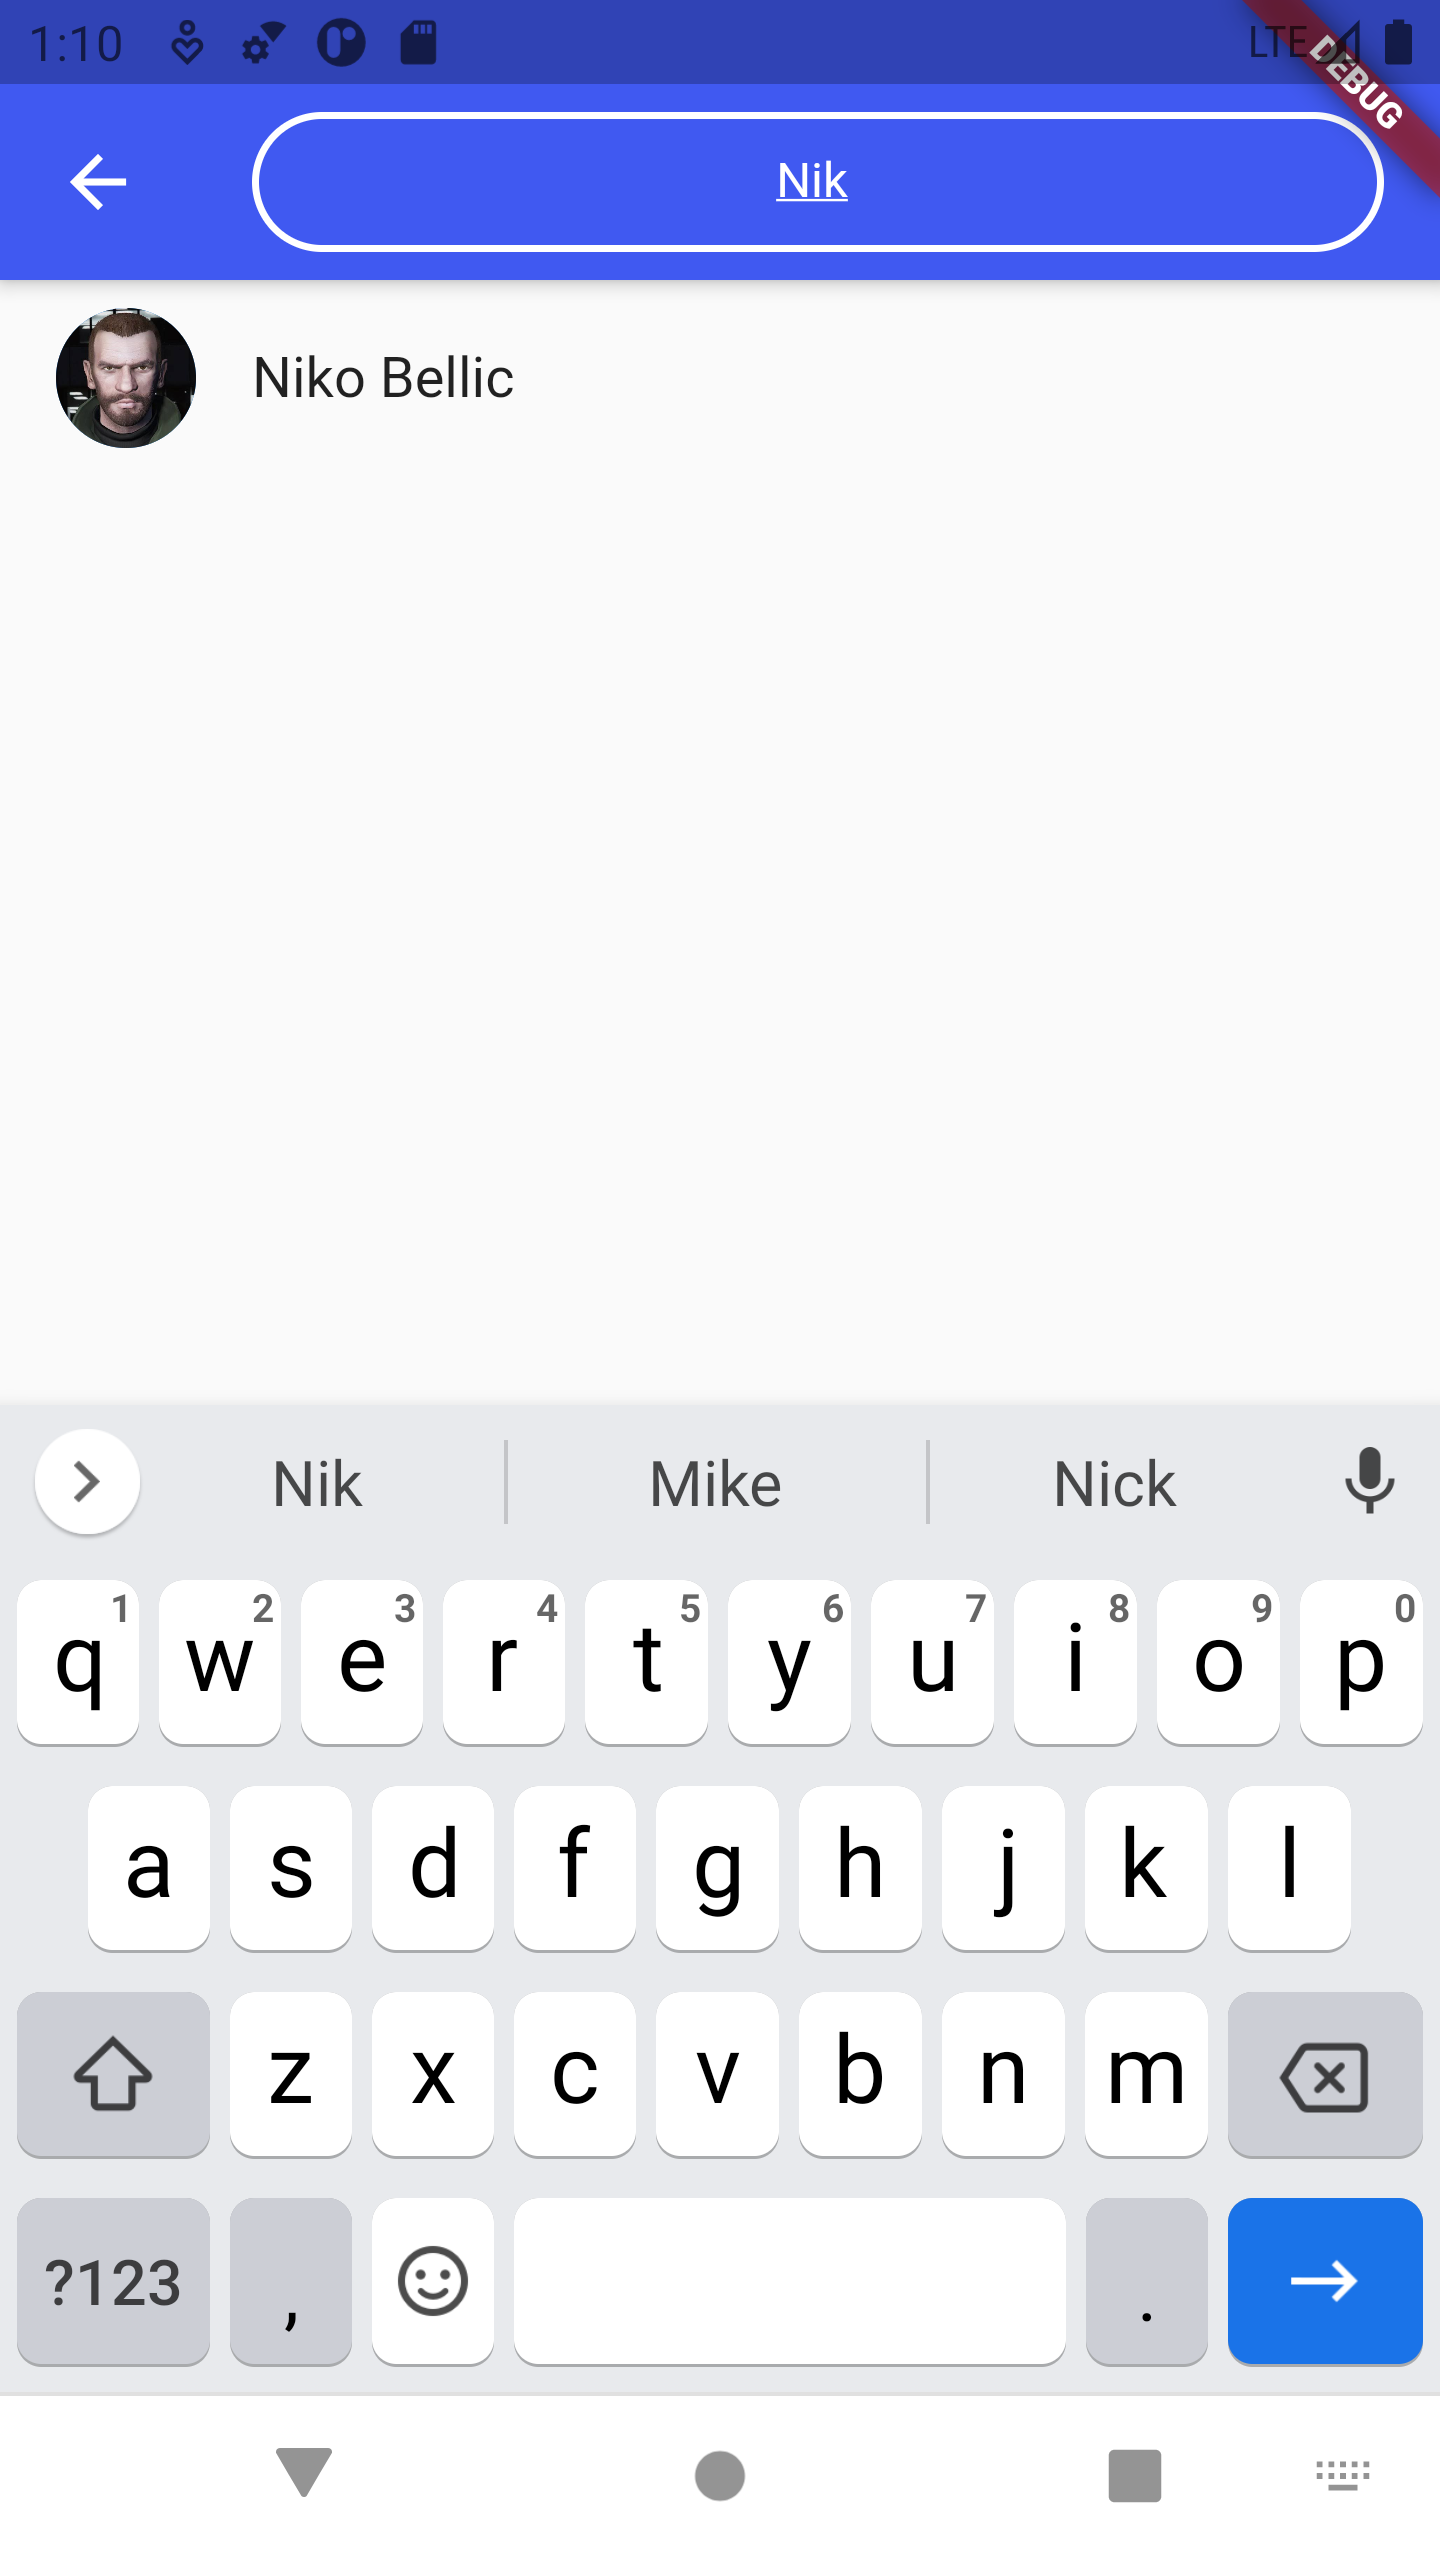 1:10 LTE
DEBUG
Nik
Niko Bellic
Nik Mike Nick
q 1 w 2 e 3 r 4 t 5 y 6 u 7 i 8 o 9 p 0
a s d f g h j k l
z x c v b n m
?123 , .